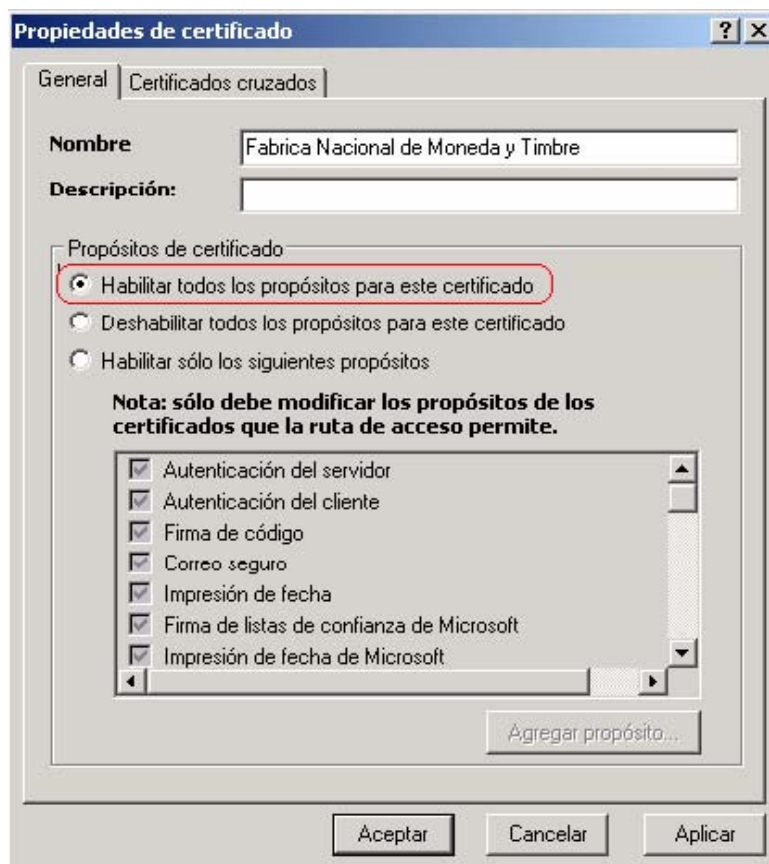 Propiedades de certificado
General
Certificados cruzados
Nombre
Fabrica Nacional de Moneda y Timbre
Descripción:
Propósitos de certificado
Habilitar todos los propósitos para este certificado
Deshabilitar todos los propósitos para este certificado
Habilitar sólo los siguientes propósitos
Nota: sólo debe modificar los propósitos de los
certificados que la ruta de acceso permite.
Autenticación del servidor
Autenticación del cliente
Firma de código
Correo seguro
Impresión de fecha
Firma de listas de confianza de Microsoft
Impresión de fecha de Microsoft
Agregar propósito...
Aceptar
Cancelar
Aplicar